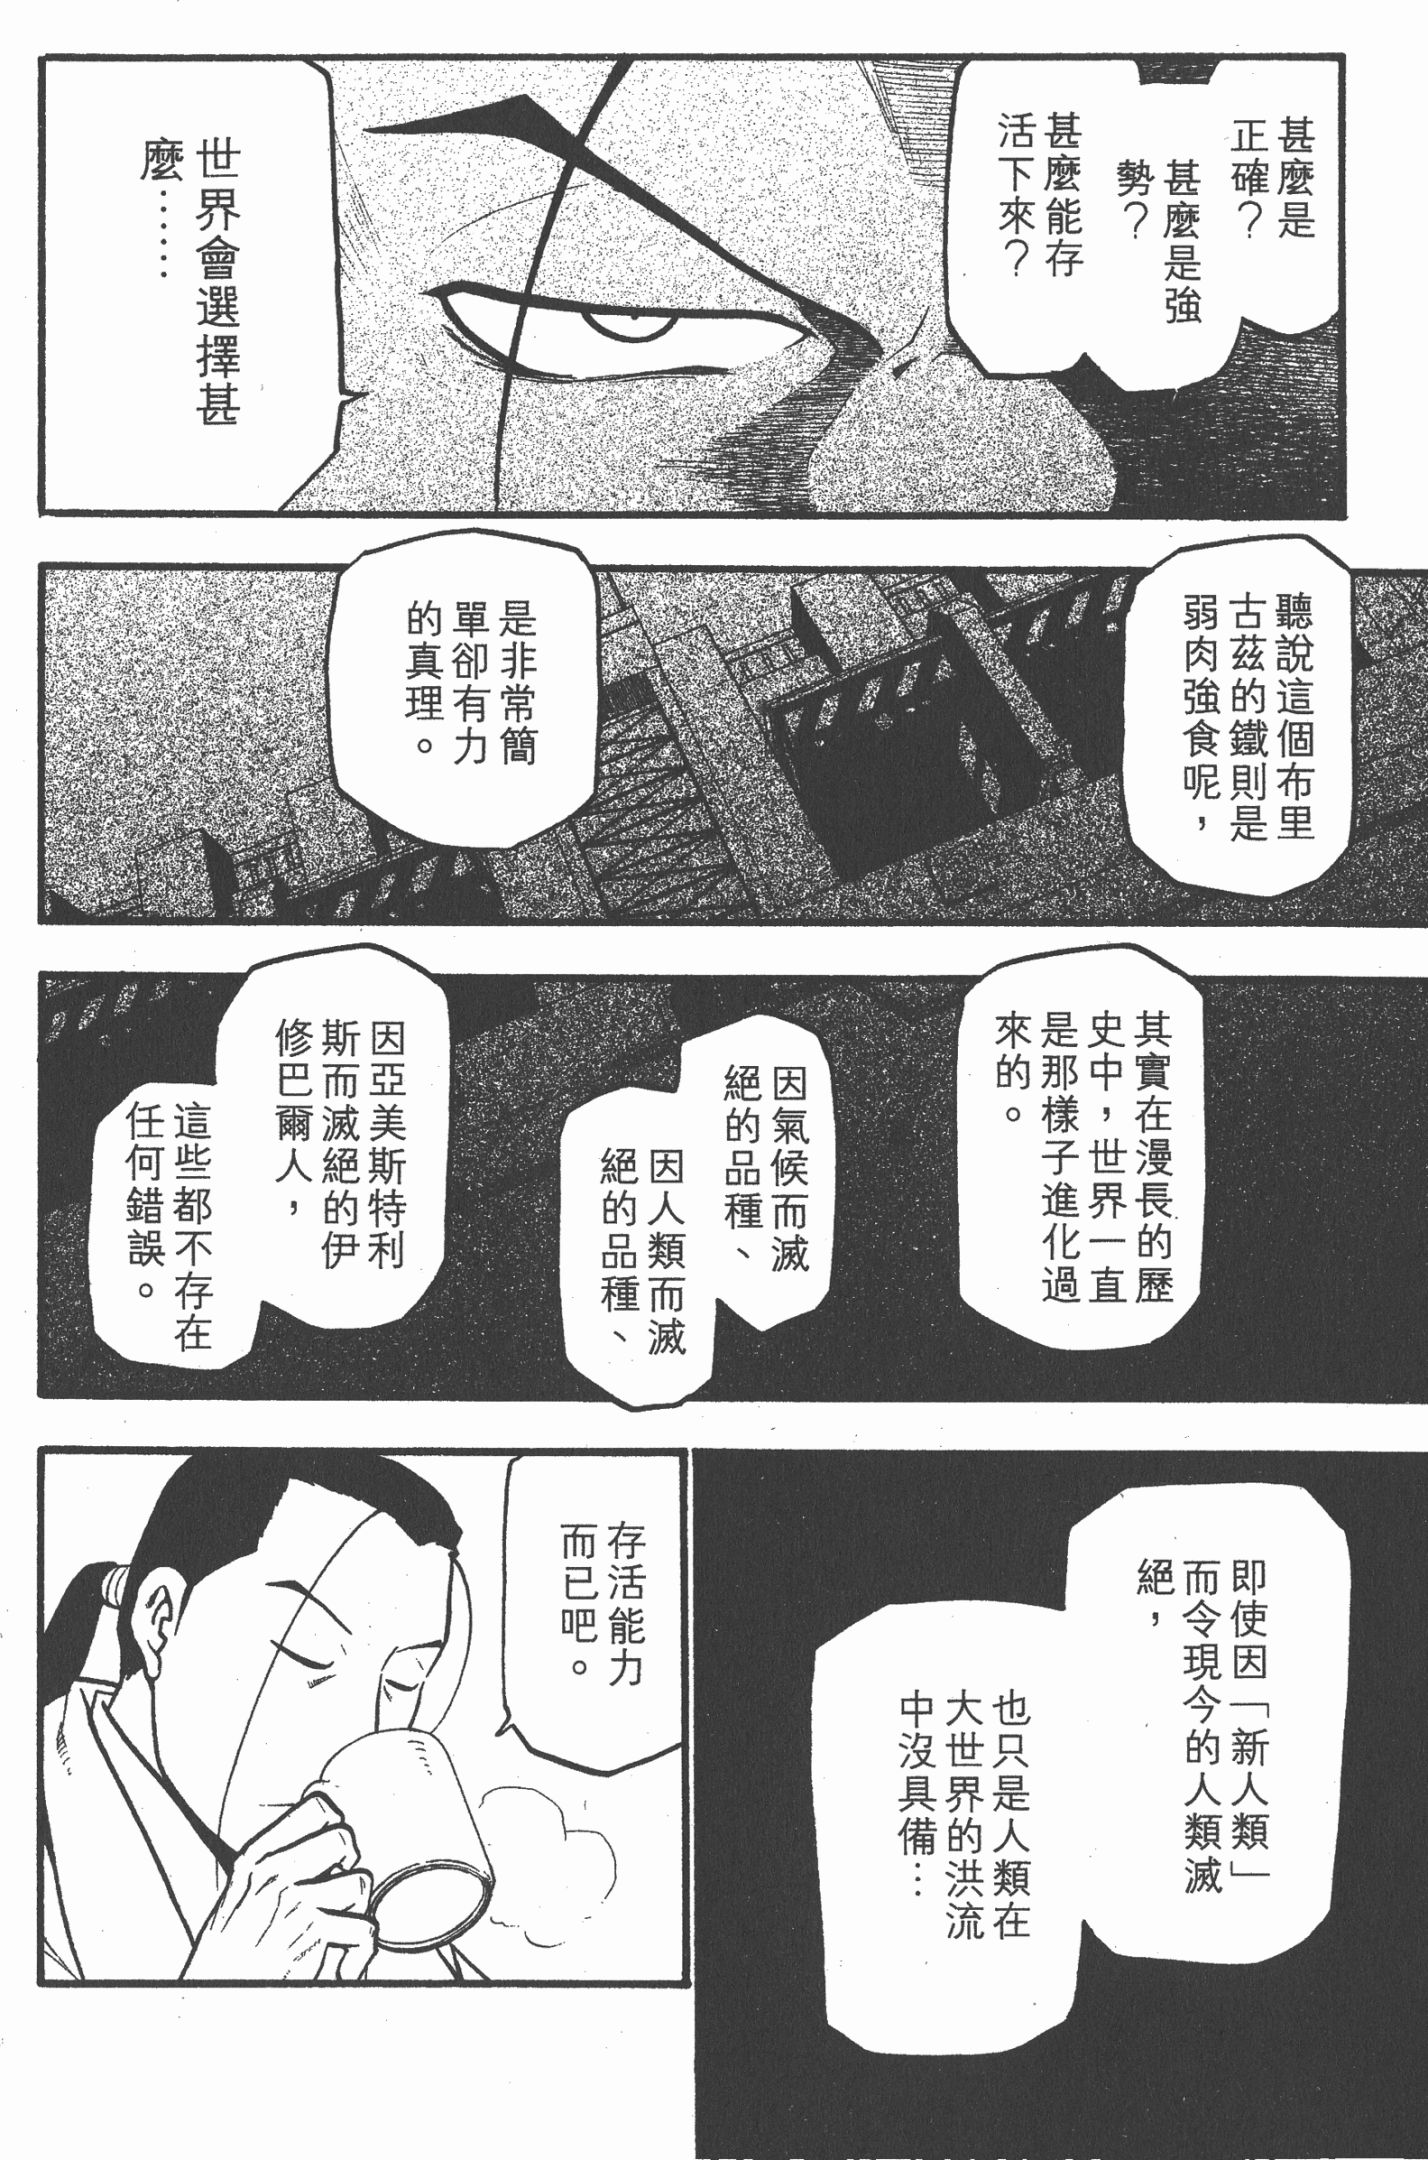 甚麼是
正確？
甚麼是強
勢？
甚麼能存
活下來？
世界會選擇甚
麼……
聽說這個布里
古茲的鐵則是
弱肉強食呢，
是非常簡
單卻有力
的真理。
其實在漫長的歷
史中，世界一直
是那樣子進化過
來的。
因氣候而滅
絕的品種、
因人類而滅
絕的品種、
因亞美斯特利
斯而滅絕的伊
修巴爾人，
這些都不存在
任何錯誤。
即使因「新人類」
而令現今的人類滅
絕，
也只是人類在
大世界的洪流
中沒具備…
存活能力
而已吧。